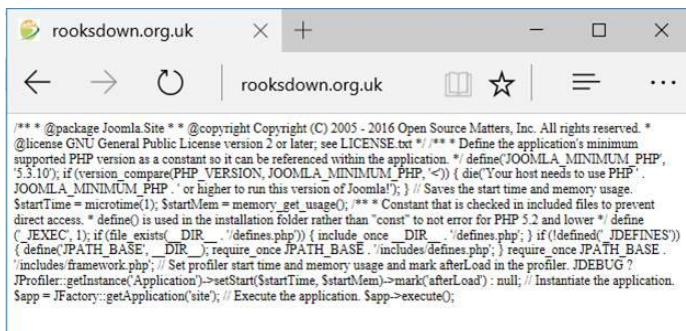 rooksdown.org.uk
rooksdown.org.uk
/** * @package Joomla.Site * * @copyright Copyright (C) 2005 - 2016 Open Source Matters, Inc. All rights reserved. *
@license GNU General Public License version 2 or later; see LICENSE.txt */ /** * Define the application's minimum
supported PHP version as a constant so it can be referenced within the application. */ define('JOOMLA_MINIMUM_PHP',
'5.3.10'); if (version_compare(PHP_VERSION, JOOMLA_MINIMUM_PHP, '<')) { die('Your host needs to use PHP ' .
JOOMLA_MINIMUM_PHP . ' or higher to run this version of Joomla!'); } // Saves the start time and memory usage.
$startTime = microtime(1); $startMem = memory_get_usage(); /** * Constant that is checked in included files to prevent
direct access. * define() is used in the installation folder rather than "const" to not error for PHP 5.2 and lower */ define
('_JEXEC', 1); if (file_exists(__DIR__ . '/defines.php')) { include_once __DIR__ . '/defines.php'; } if (!defined('_JDEFINES'))
{ define('JPATH_BASE', __DIR__); require_once JPATH_BASE . '/includes/defines.php'; } require_once JPATH_BASE .
'/includes/framework.php'; // Set profiler start time and memory usage and mark afterLoad in the profiler. JDEBUG ?
JProfiler::getInstance('Application')->setStart($startTime, $startMem)->mark('afterLoad') : null; // Instantiate the application.
$app = JFactory::getApplication('site'); // Execute the application. $app->execute();